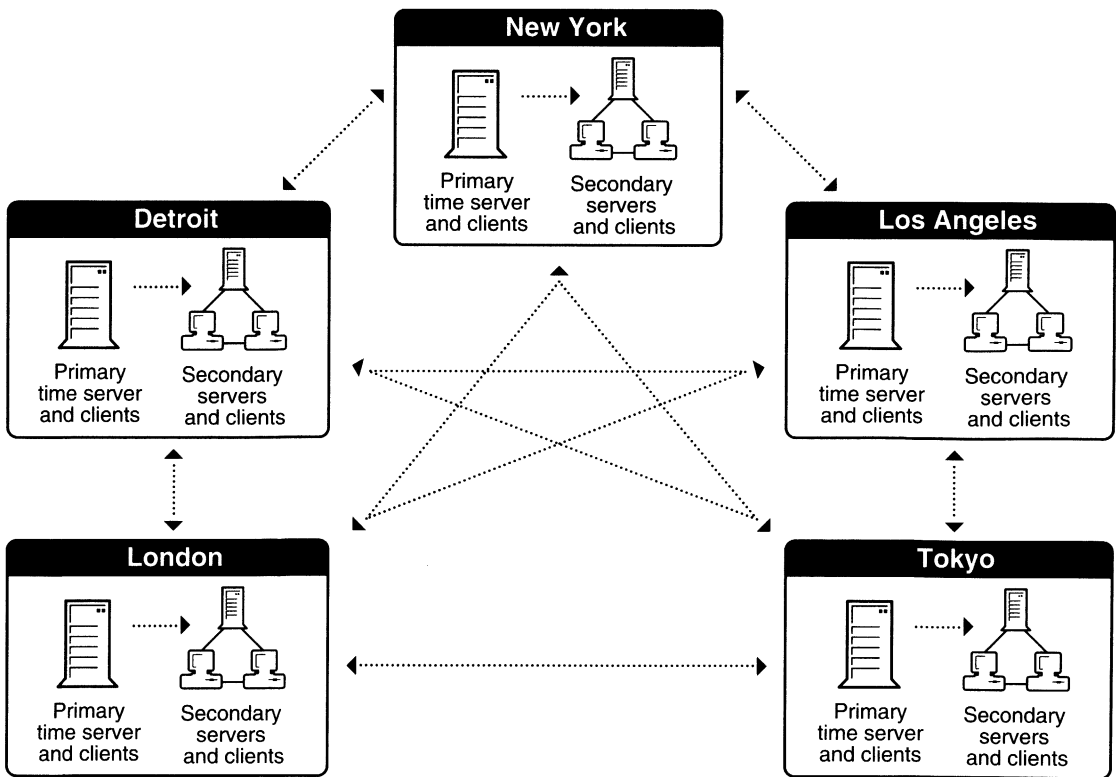 New York
Primary
time server
and clients
Secondary
servers
and clients
Detroit
Primary
time server
and clients
Secondary
servers
and clients
Los Angeles
Primary
time server
and clients
Secondary
servers
and clients
London
Primary
time server
and clients
Secondary
servers
and clients
Tokyo
Primary
time server
and clients
Secondary
servers
and clients